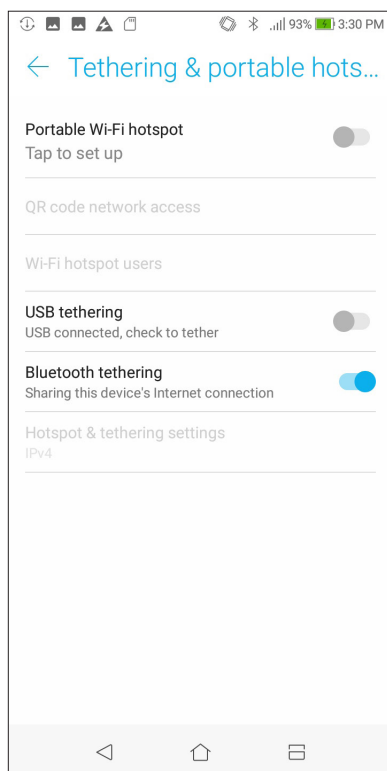 93% 3:30 PM
Tethering & portable hots...
Portable Wi-Fi hotspot
Tap to set up
QR code network access
Wi-Fi hotspot users
USB tethering
USB connected, check to tether
Bluetooth tethering
Sharing this device's Internet connection
Hotspot & tethering settings
IPv4